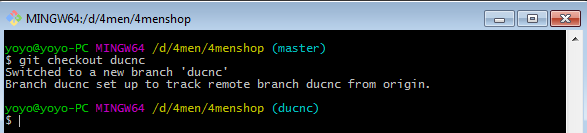 MINGW64:/d/4men/4menshop
yoyo@yoyo-PC MINGW64 /d/4men/4menshop (master)
$ git checkout ducnc
Switched to a new branch 'ducnc'
Branch ducnc set up to track remote branch ducnc from origin.
yoyo@yoyo-PC MINGW64 /d/4men/4menshop (ducnc)
$